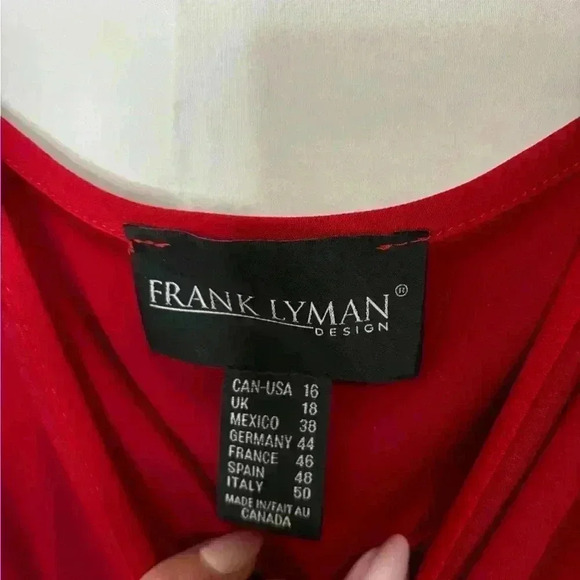 FRANK LYMAN®
DESIGN
CAN-USA 16
UK 18
MEXICO 38
GERMANY 44
FRANCE 46
SPAIN 48
ITALY 50
MADE IN/FAIT AU
CANADA